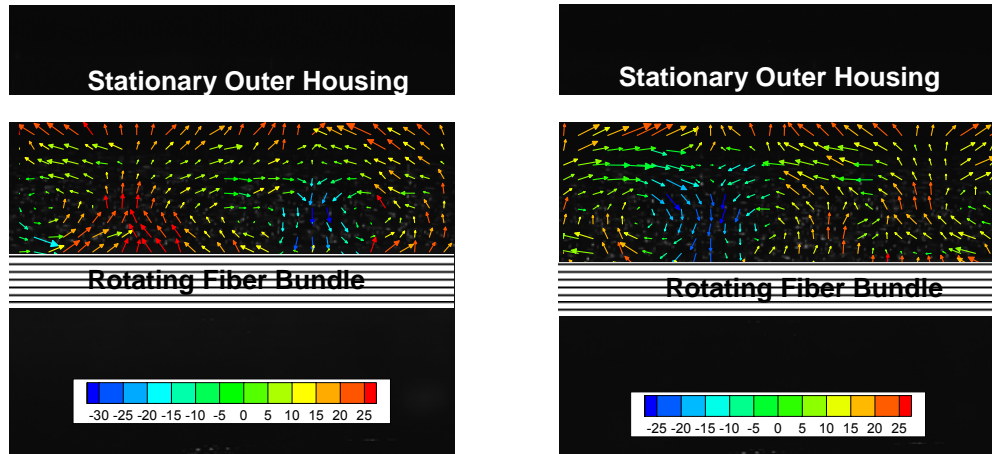 Stationary Outer Housing
Rotating Fiber Bundle
-30 -25 -20 -15 -10 -5 0 5 10 15 20 25
Stationary Outer Housing
Rotating Fiber Bundle
-25 -20 -15 -10 -5 0 5 10 15 20 25